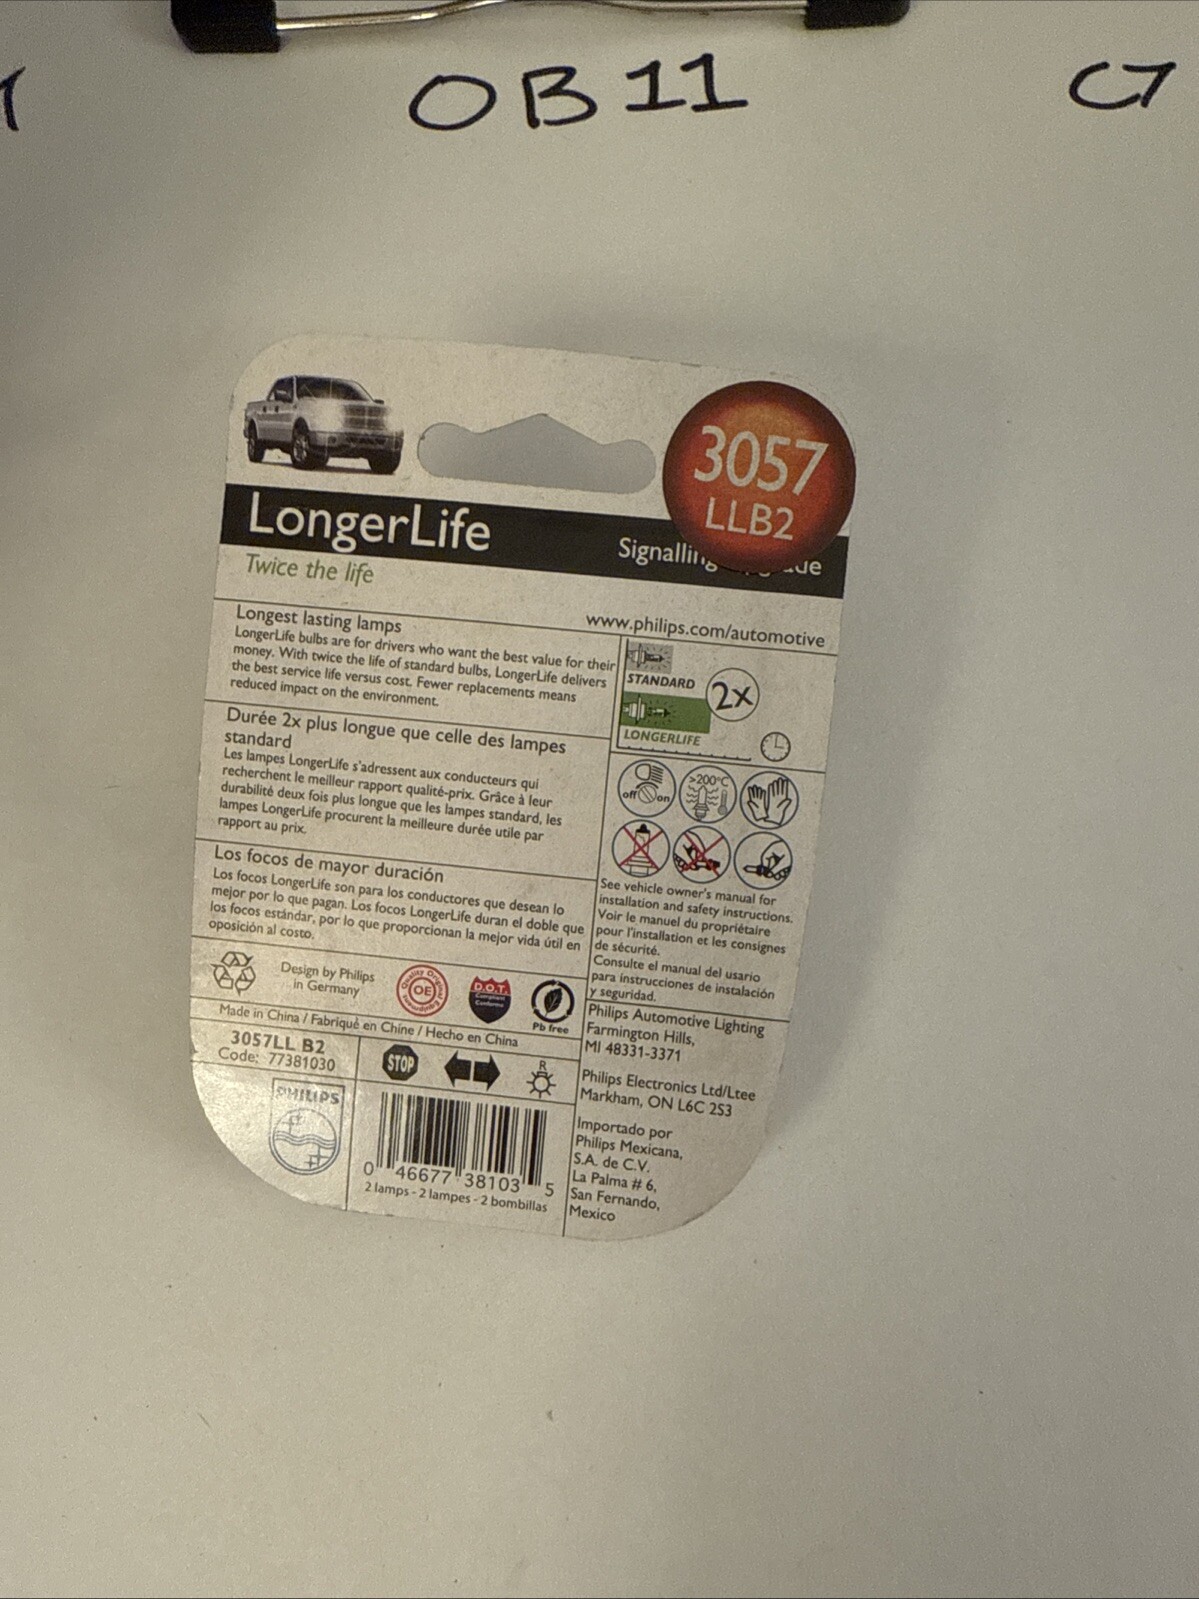 OB11
C7
3057
LLB2
LongerLife
Signalling
Twice the life
www.philips.com/automotive
Longest lasting lamps
LongerLife bulbs are for drivers who want the best value for their
money. With twice the life of standard bulbs, LongerLife delivers
the best service life versus cost. Fewer replacements means
reduced impact on the environment.
Durée 2x plus longue que celle des lampes
standard
Les lampes LongerLife s'adressent aux conducteurs qui
recherchent le meilleur rapport qualité-prix. Grâce à leur
durabilité deux fois plus longue que les lampes standard, les
lampes LongerLife procurent la meilleure durée utile par
rapport au prix.
Los focos de mayor duración
Los focos LongerLife son para los conductores que desean lo
mejor por lo que pagan. Los focos LongerLife duran el doble que
los focos estándar, por lo que proporcionan la mejor vida útil en
oposición al costo.
STANDARD
2x
LONGERLIFE
off on
>200°C
See vehicle owner's manual for
installation and safety instructions.
Voir le manuel du propriétaire
pour l'installation et les consignes
de sécurité.
Consulte el manual del usario
para instrucciones de instalación
y seguridad.
Design by Philips
in Germany
Quality Original Equipment
OE
D.O.T.
Compliant
Conforme
Pb free
Made in China / Fabriqué en Chine / Hecho en China
3057LL B2
Code: 77381030
STOP
R
PHILIPS
0 46677 38103 5
2 lamps - 2 lampes - 2 bombillas
Philips Automotive Lighting
Farmington Hills,
MI 48331-3371
Philips Electronics Ltd/Ltee
Markham, ON L6C 2S3
Importado por
Philips Mexicana,
S.A. de C.V.
La Palma # 6,
San Fernando,
Mexico